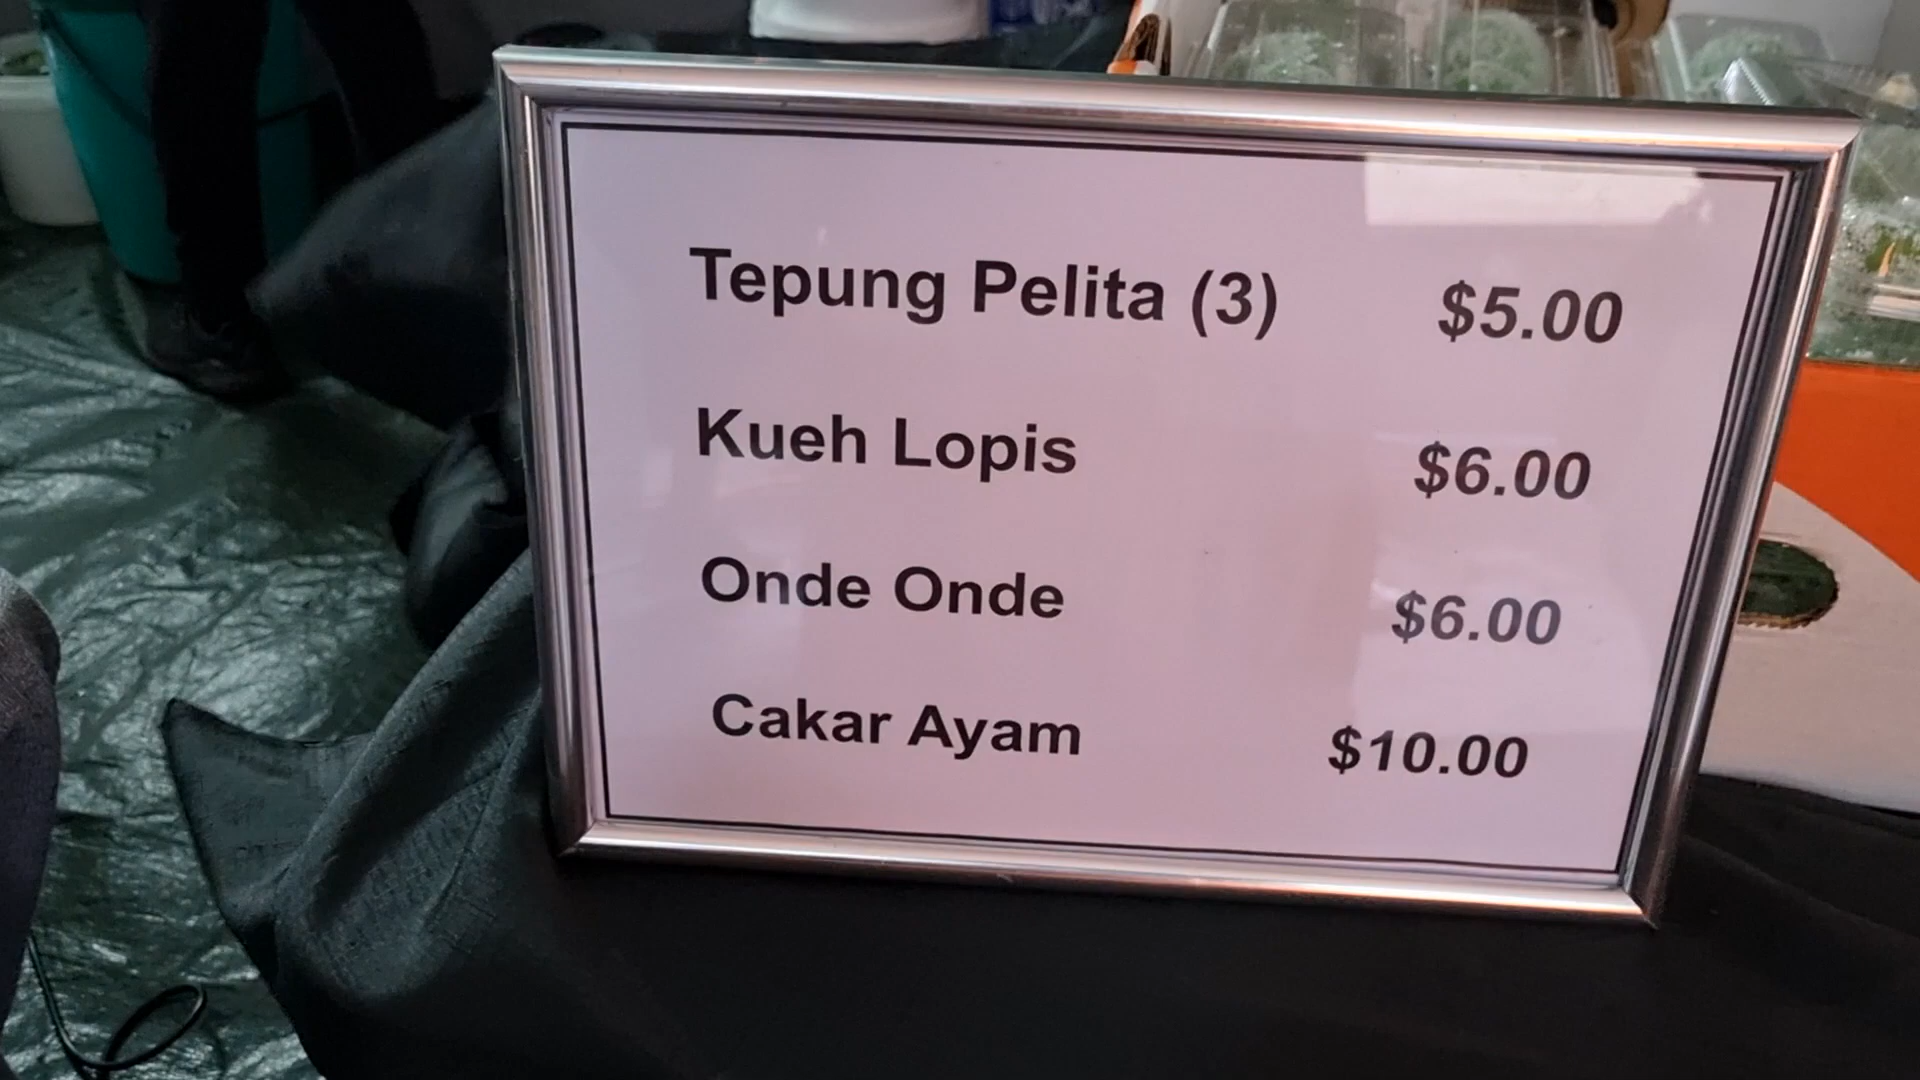 Tepung Pelita (3) $5.00
Kueh Lopis $6.00
Onde Onde $6.00
Cakar Ayam $10.00